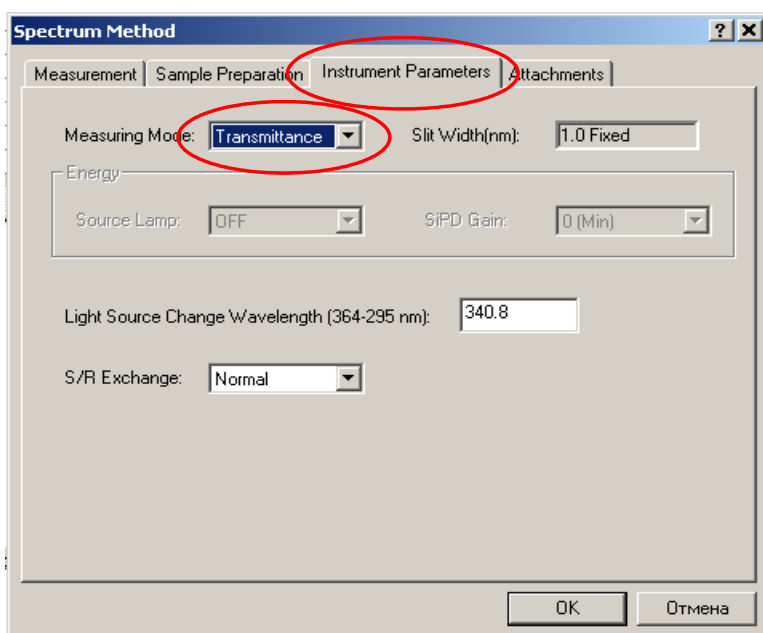 Spectrum Method
Measurement Sample Preparation Instrument Parameters Attachments
Measuring Mode: Transmittance Slit Width(nm): 1.0 Fixed
Energy
Source Lamp: OFF SiPD Gain: 0 (Min)
Light Source Change Wavelength (364-295 nm): 340.8
S/R Exchange: Normal
OK Отмена